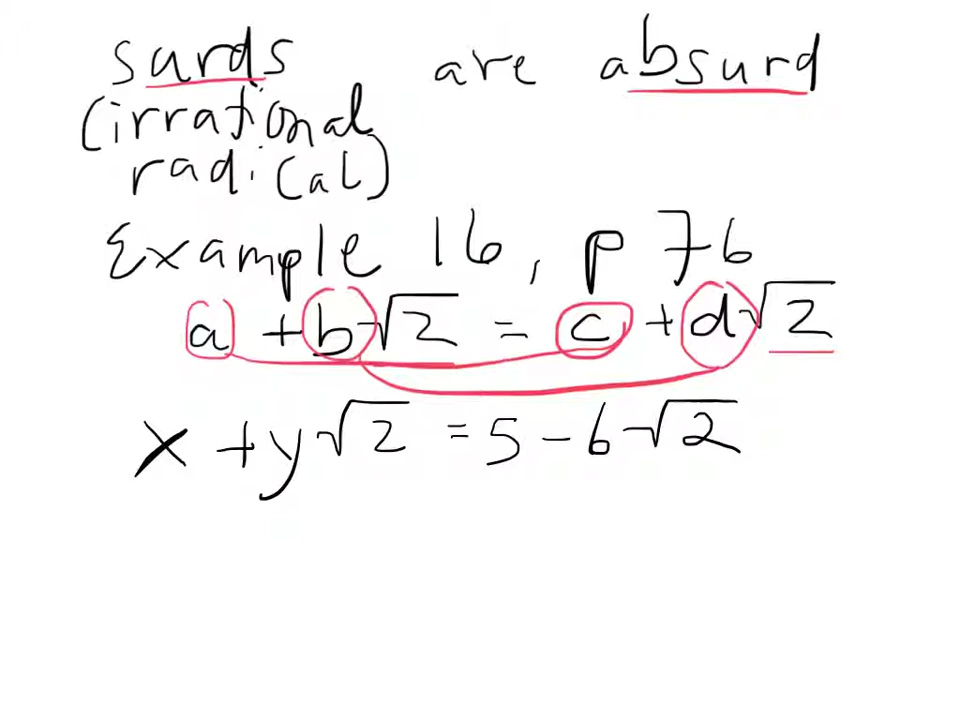 surds are absurd
(irrational
radical)
Example 16, p 76
a + b√2 = c + d√2
x + y√2 = 5 - 6√2